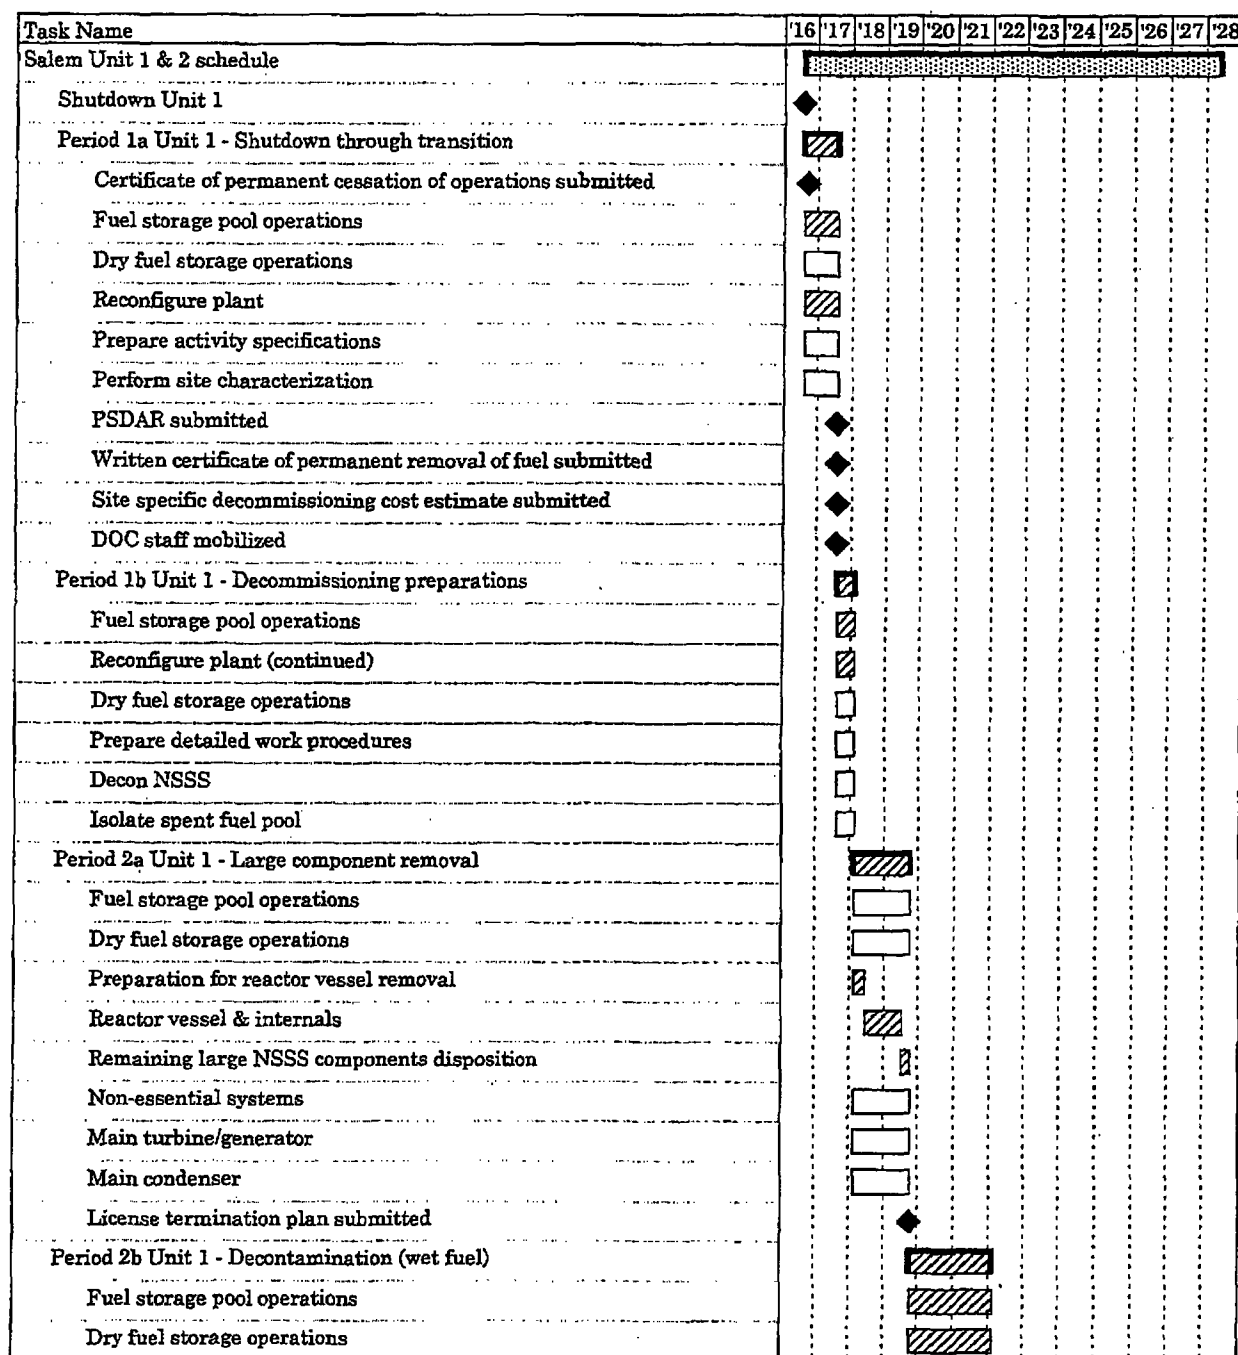 Task Name '16 '17 '18 '19 '20 '21 '22 '23 '24 '25 '26 '27 '28
Salem Unit 1 & 2 schedule
Shutdown Unit 1
Period 1a Unit 1 - Shutdown through transition
Certificate of permanent cessation of operations submitted
Fuel storage pool operations
Dry fuel storage operations
Reconfigure plant
Prepare activity specifications
Perform site characterization
PSDAR submitted
Written certificate of permanent removal of fuel submitted
Site specific decommissioning cost estimate submitted
DOC staff mobilized
Period 1b Unit 1 - Decommissioning preparations
Fuel storage pool operations
Reconfigure plant (continued)
Dry fuel storage operations
Prepare detailed work procedures
Decon NSSS
Isolate spent fuel pool
Period 2a Unit 1 - Large component removal
Fuel storage pool operations
Dry fuel storage operations
Preparation for reactor vessel removal
Reactor vessel & internals
Remaining large NSSS components disposition
Non-essential systems
Main turbine/generator
Main condenser
License termination plan submitted
Period 2b Unit 1 - Decontamination (wet fuel)
Fuel storage pool operations
Dry fuel storage operations